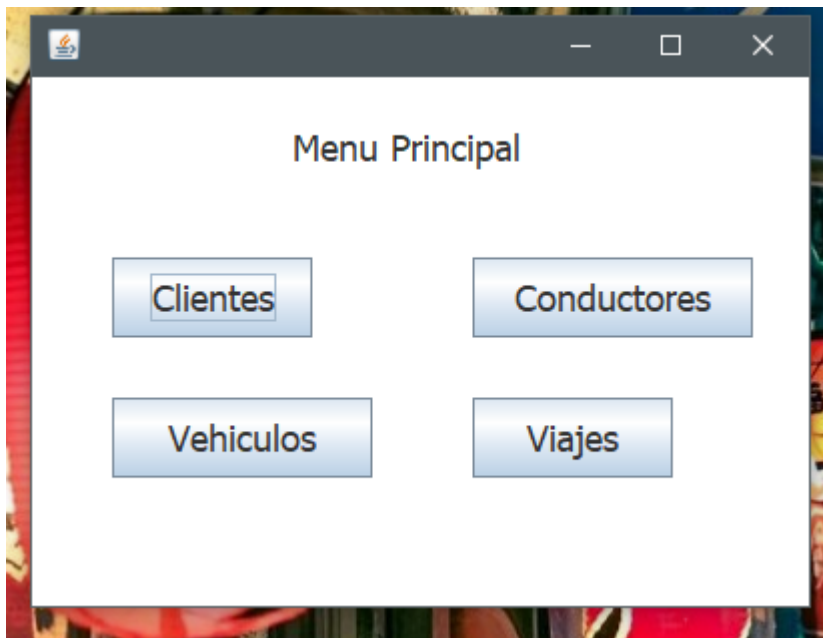 Menu Principal
Clientes
Conductores
Vehiculos
Viajes